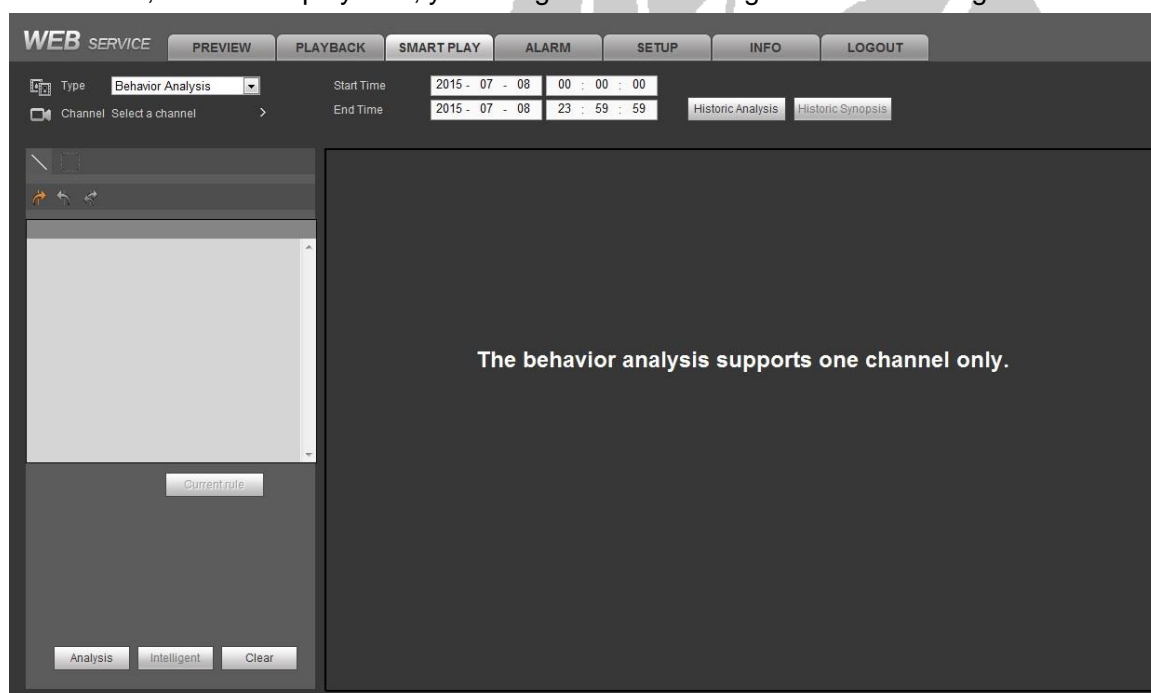 WEB SERVICE PREVIEW PLAYBACK SMART PLAY ALARM SETUP INFO LOGOUT
Type Behavior Analysis Start Time 2015 - 07 - 08 00 : 00 : 00
Channel Select a channel > End Time 2015 - 07 - 08 23 : 59 : 59 Historic Analysis Historic Synopsis
The behavior analysis supports one channel only.
Current rule
Analysis Intelligent Clear